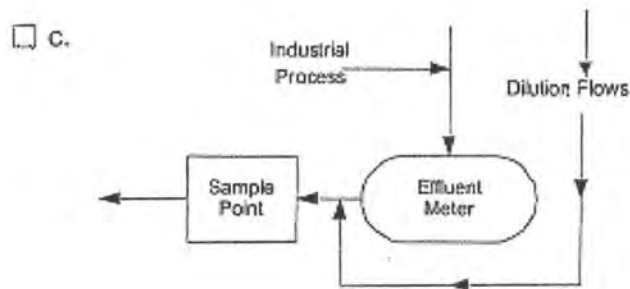 C.
Industrial
Process
Dilution Flows
Sample
Point
Effluent
Meter